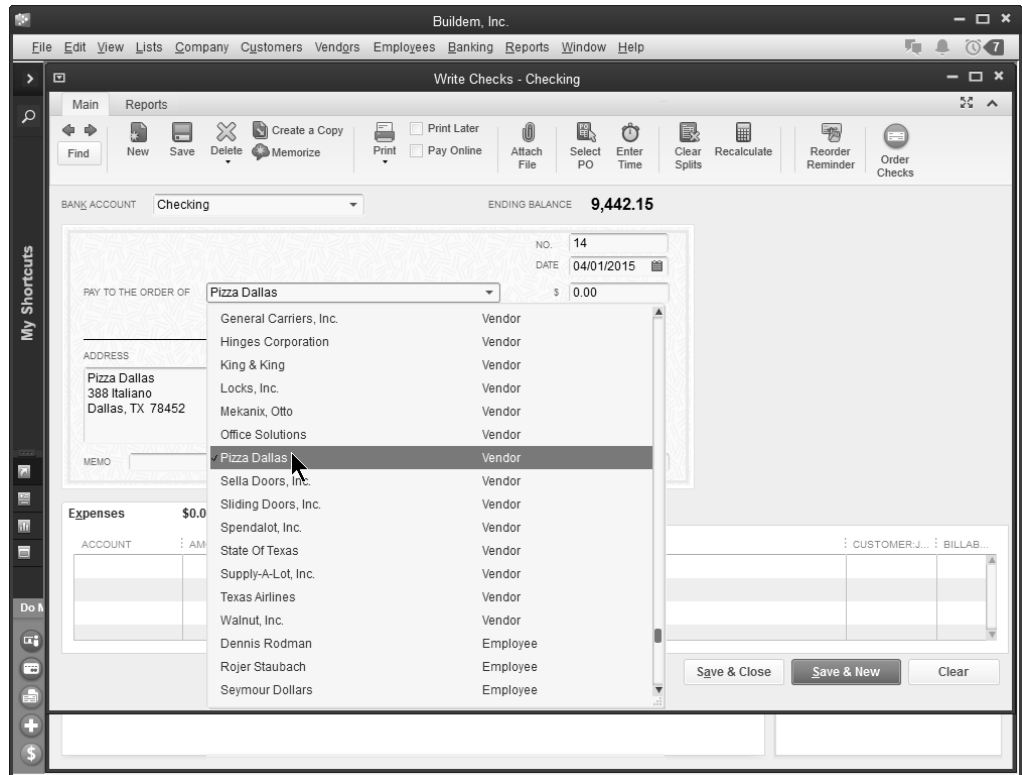 Buildem, Inc.
File Edit View Lists Company Customers Vendors Employees Banking Reports Window Help
7
Write Checks - Checking
Main Reports
Find
New
Save
Delete
Create a Copy
Memorize
Print
Print Later
Pay Online
Attach
File
Select
PO
Enter
Time
Clear
Splits
Recalculate
Reorder
Reminder
Order
Checks
My Shortcuts
BANK ACCOUNT Checking ENDING BALANCE 9,442.15
NO. 14
DATE 04/01/2015
PAY TO THE ORDER OF Pizza Dallas $ 0.00
General Carriers, Inc. Vendor
Hinges Corporation Vendor
King & King Vendor
Locks, Inc. Vendor
Mekanix, Otto Vendor
Office Solutions Vendor
✓ Pizza Dallas Vendor
Sella Doors, Inc. Vendor
Sliding Doors, Inc. Vendor
Spendalot, Inc. Vendor
State Of Texas Vendor
Supply-A-Lot, Inc. Vendor
Texas Airlines Vendor
Walnut, Inc. Vendor
Dennis Rodman Employee
Rojer Staubach Employee
Seymour Dollars Employee
ADDRESS
Pizza Dallas
388 Italiano
Dallas, TX 78452
MEMO
Expenses $0.0
ACCOUNT AM CUSTOMER:J... BILLAB...
Do
Save & Close Save & New Clear
$